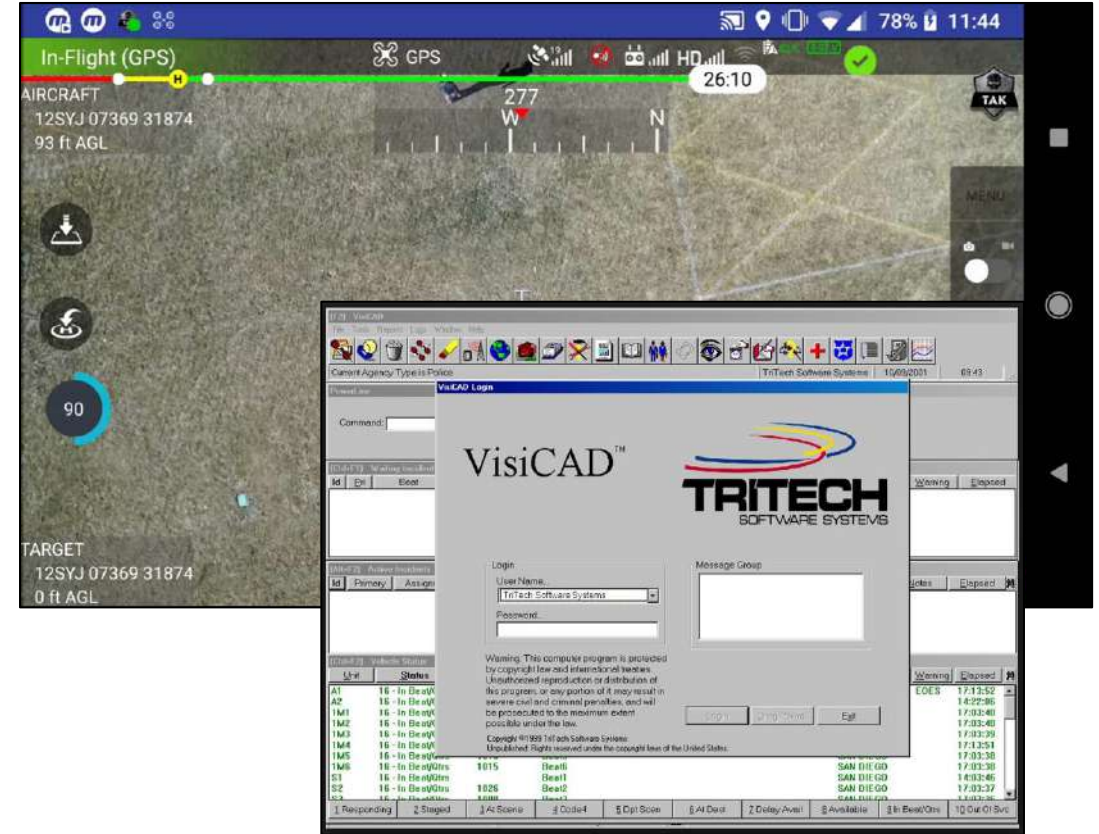 78% 11:44
In-Flight (GPS)
GPS
HD
26:10
AIRCRAFT
12SYJ 07369 31874
93 ft AGL
277
W N
TAK
MENU
90
TARGET
12SYJ 07369 31874
0 ft AGL
Current Agency Type is Police
TriTech Software Systems 10/09/2001 09:43
VisiCAD Login
Command:
VisiCAD™
TRITECH
SOFTWARE SYSTEMS
Id Pri Beat Warning Elapsed
Login
User Name...
TriTech Software Systems
Password...
Message Group
Id Primary Notes Elapsed
Warning: This computer program is protected
by copyright law and international treaties.
Unauthorized reproduction or distribution of
this program, or any portion of it may result in
severe civil and criminal penalties, and will
be prosecuted to the maximum extent
possible under the law.
Exit
Copyright ©1999 TriTech Software Systems
Unpublished: Rights reserved under the copyright laws of the United States.
Unit Status Warning Elapsed
A1 16 - In Beat/ EOES 17:13:52
A2 16 - In Beat/ 14:22:06
1M1 16 - In Beat/ 17:03:40
1M2 16 - In Beat/ 17:03:40
1M3 16 - In Beat/ 17:03:39
1M4 16 - In Beat/ 17:13:51
1M5 16 - In Beat/Qtrs 17:03:38
1M6 16 - In Beat/Qtrs 1015 Beat6 SAN DIEGO 17:03:38
S1 16 - In Beat/Qtrs Beat1 SAN DIEGO 14:03:46
S2 16 - In Beat/Qtrs 1026 Beat2 SAN DIEGO 17:03:37
1 Responding 2 Staged 3 At Scene 4 Code4 5 Dpt Scen 6 At Dest 7 Delay Avail 8 Available 9 In Beat/Qtrs 10 Out Of Svc